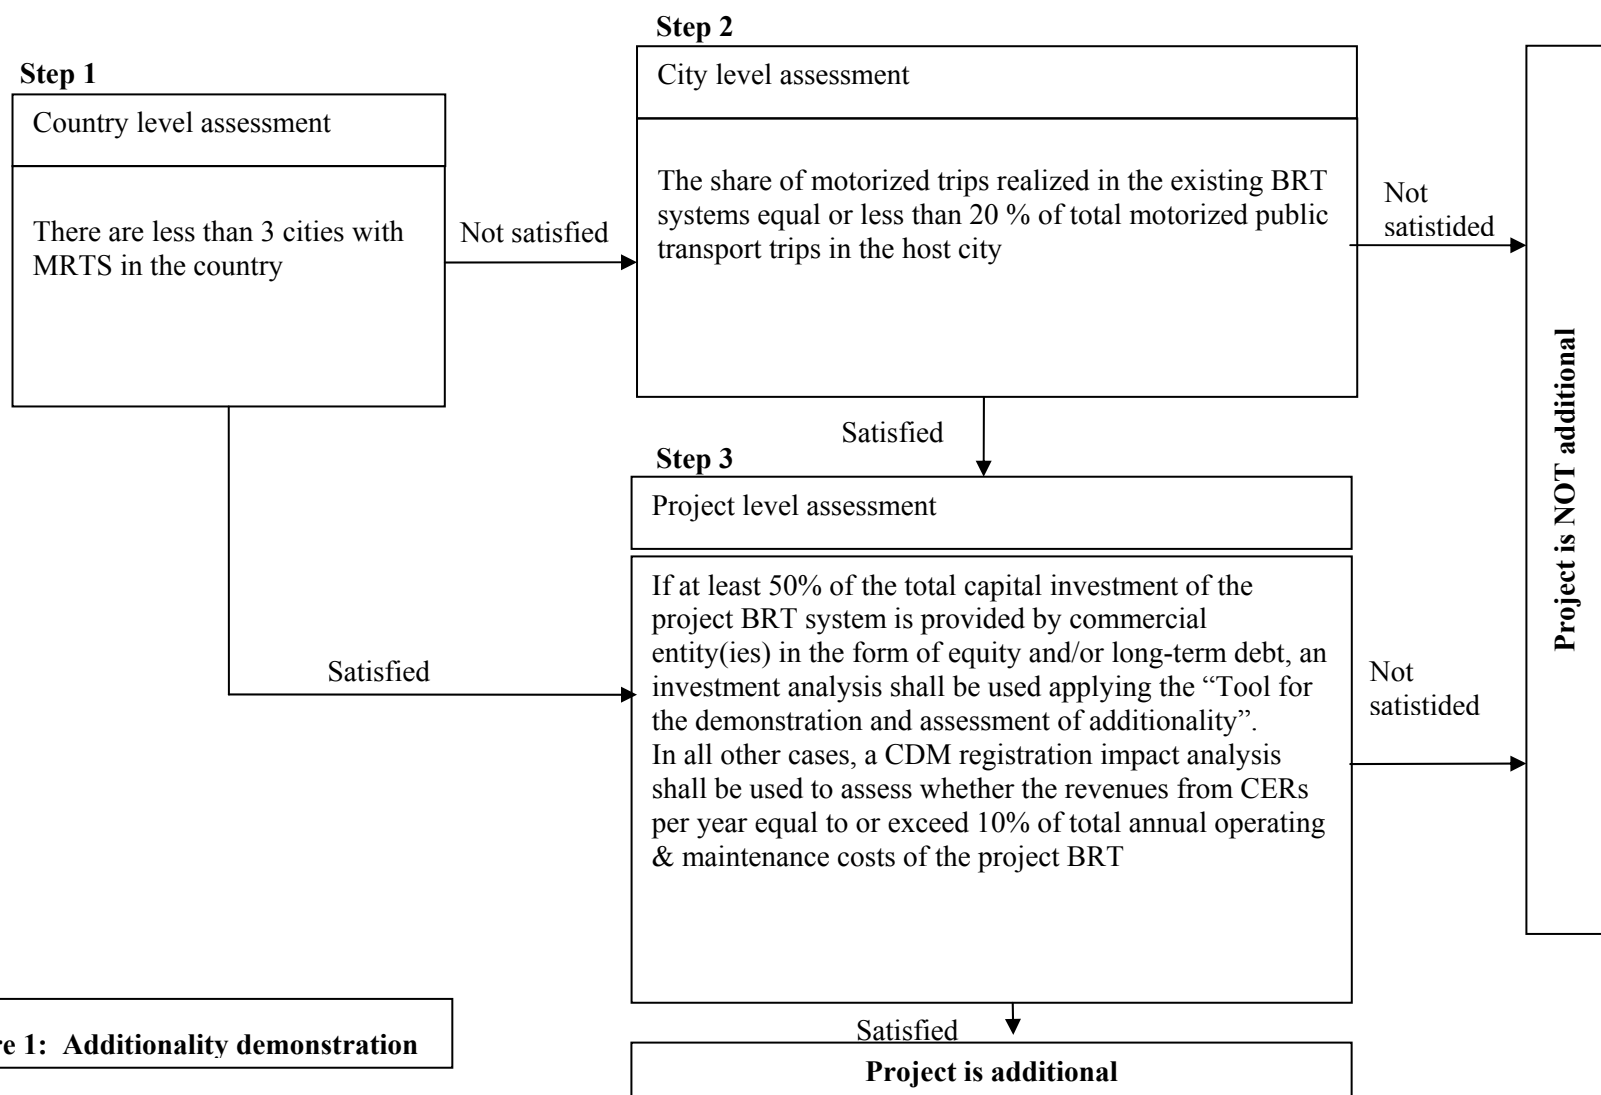 Step 1
Country level assessment
There are less than 3 cities with
MRTS in the country
Not satisfied
Satisfied
Step 2
City level assessment
The share of motorized trips realized in the existing BRT
systems equal or less than 20 % of total motorized public
transport trips in the host city
Not
satistided
Satisfied
Step 3
Project level assessment
If at least 50% of the total capital investment of the
project BRT system is provided by commercial
entity(ies) in the form of equity and/or long-term debt, an
investment analysis shall be used applying the “Tool for
the demonstration and assessment of additionality”.
In all other cases, a CDM registration impact analysis
shall be used to assess whether the revenues from CERs
per year equal to or exceed 10% of total annual operating
& maintenance costs of the project BRT
Not
satistided
Satisfied
Project is additional
Project is NOT additional
re 1: Additionality demonstration